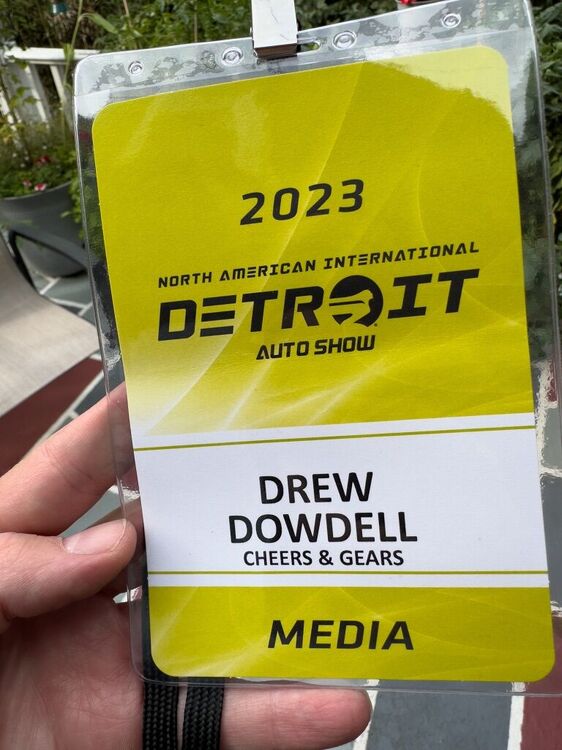 2023
NORTH AMERICAN INTERNATIONAL
DETROIT
AUTO SHOW
DREW
DOWDELL
CHEERS & GEARS
MEDIA